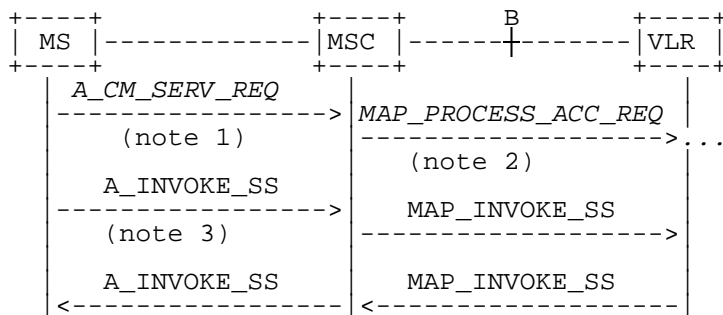 B
MS MSC VLR
A_CM_SERV_REQ
MAP_PROCESS_ACC_REQ
(note 1) ...
(note 2)
A_INVOKE_SS
MAP_INVOKE_SS
(note 3)
A_INVOKE_SS MAP_INVOKE_SS